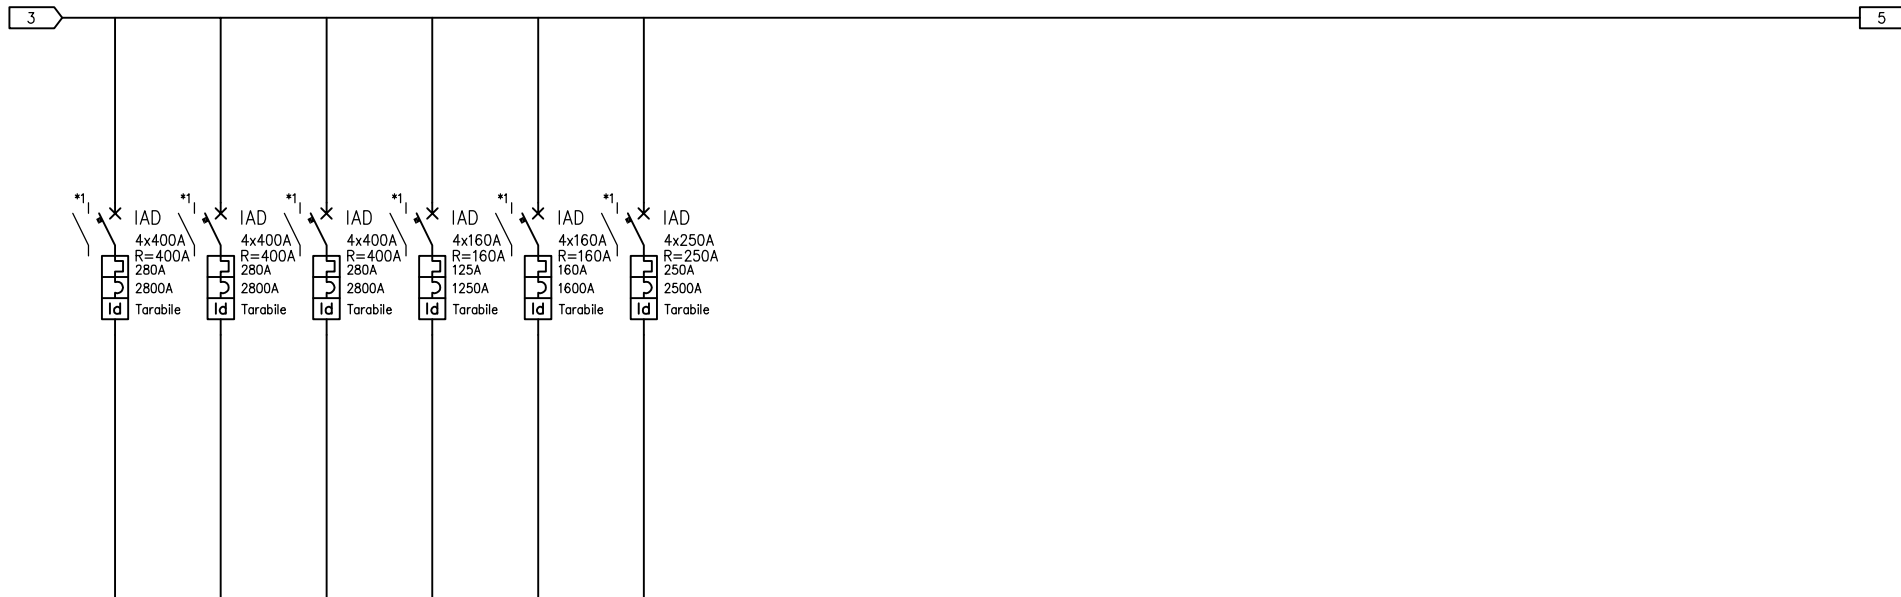 3
5
*1
IAD
4x400A
R=400A
280A
2800A
Id
Tarabile
*1
IAD
4x400A
R=400A
280A
2800A
Id
Tarabile
*1
IAD
4x400A
R=400A
280A
2800A
Id
Tarabile
*1
IAD
4x160A
R=160A
125A
1250A
Id
Tarabile
*1
IAD
4x160A
R=160A
160A
1600A
Id
Tarabile
*1
IAD
4x250A
R=250A
250A
2500A
Id
Tarabile